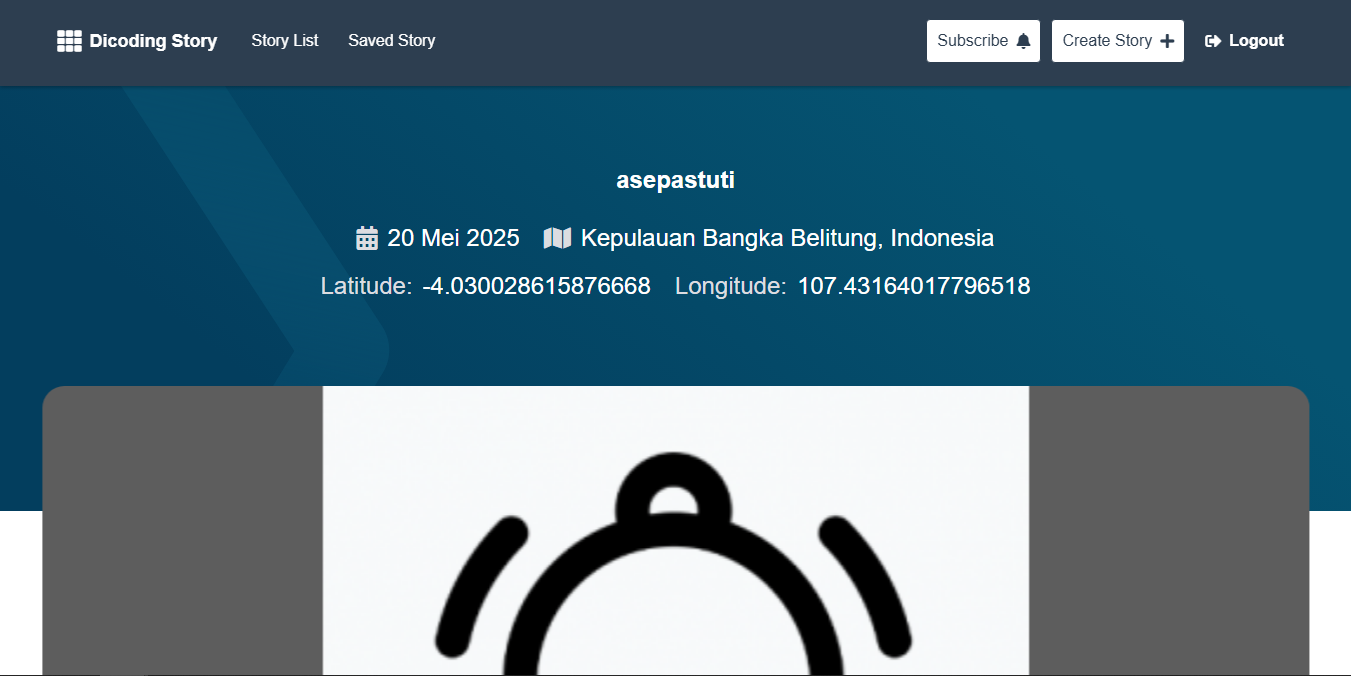 Dicoding Story Story List Saved Story Subscribe Create Story Logout
asepastuti
20 Mei 2025 Kepulauan Bangka Belitung, Indonesia
Latitude: -4.030028615876668 Longitude: 107.43164017796518